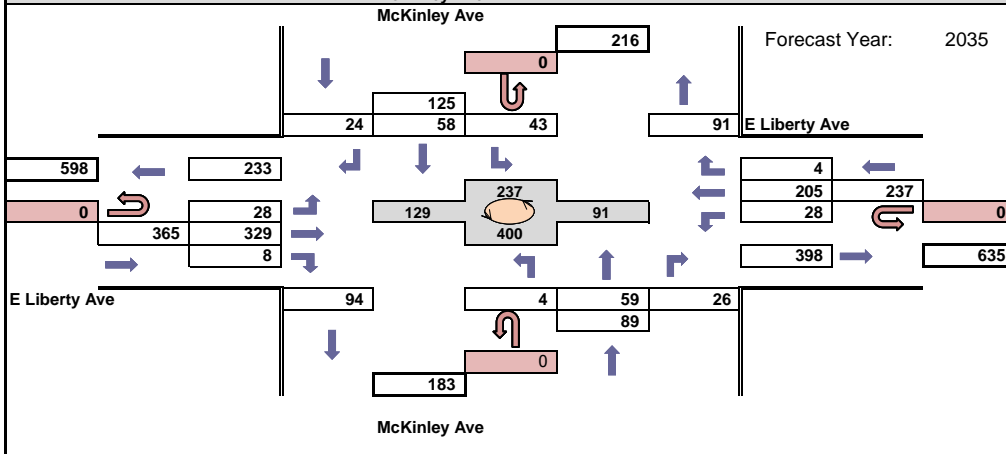 McKinley Ave
216
Forecast Year: 2035
0
125
24 58 43 91 E Liberty Ave
598 233 4
237 205 237
0 28 129 91 28 0
365 329 400
8 398 635
E Liberty Ave 94 4 59 26
89
0
183
McKinley Ave